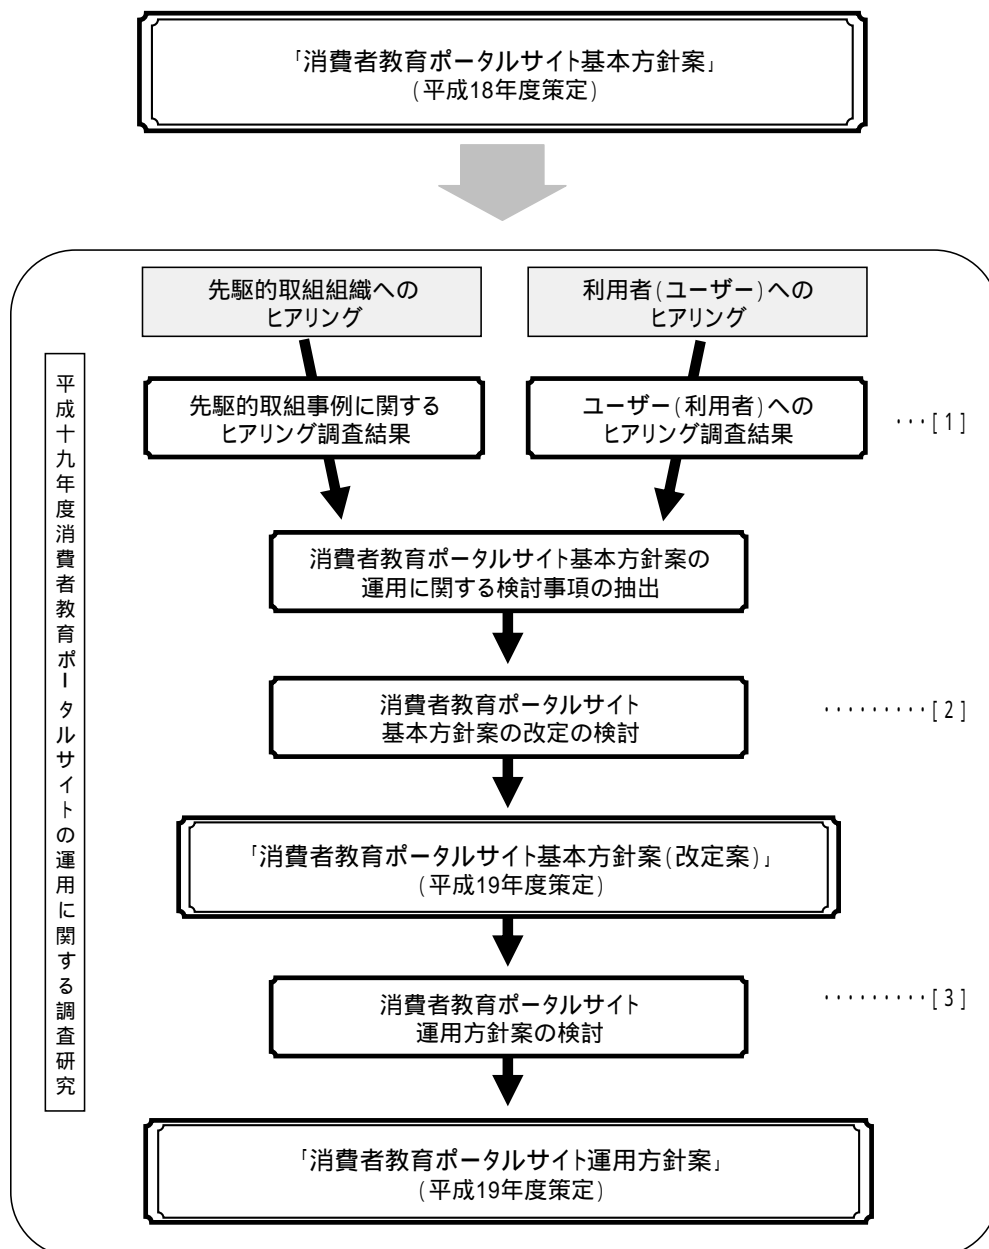 「消費者教育ポータルサイト基本方針案」
(平成18年度策定)
先駆的取組組織への
ヒアリング
利用者(ユーザー)への
ヒアリング
平成十九年度消費者教育ポータルサイトの運用に関する調査研究
先駆的取組事例に関する
ヒアリング調査結果
ユーザー(利用者)への
ヒアリング調査結果
･･･[1]
消費者教育ポータルサイト基本方針案の
運用に関する検討事項の抽出
消費者教育ポータルサイト
基本方針案の改定の検討
･････････[2]
「消費者教育ポータルサイト基本方針案(改定案)」
(平成19年度策定)
消費者教育ポータルサイト
運用方針案の検討
･････････[3]
「消費者教育ポータルサイト運用方針案」
(平成19年度策定)